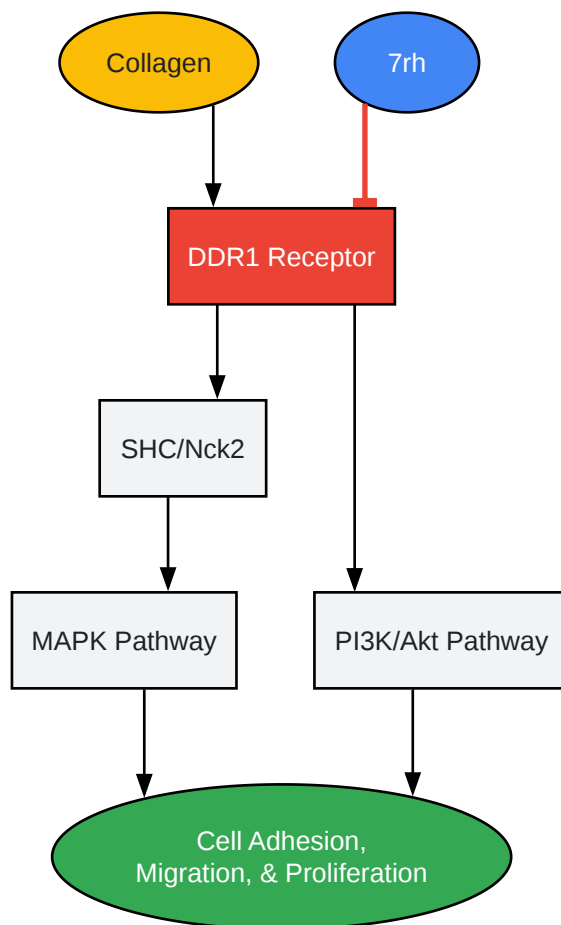 Collagen
7rh
DDR1 Receptor
SHC/Nck2
MAPK Pathway
PI3K/Akt Pathway
Cell Adhesion,
Migration, & Proliferation